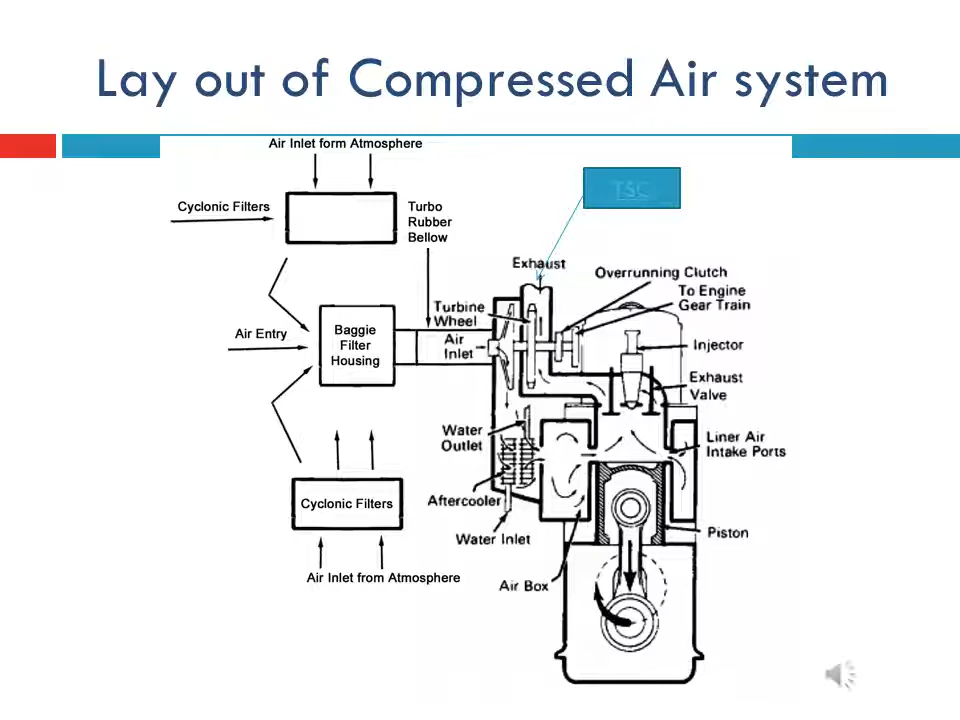 Lay out of Compressed Air system
Air Inlet form Atmosphere
TSC
Cyclonic Filters
Turbo
Rubber
Bellow
Exhaust
Overrunning Clutch
To Engine
Gear Train
Turbine
Wheel
Air Entry
Baggie
Filter
Housing
Air
Inlet
Injector
Exhaust
Valve
Water
Outlet
Liner Air
Intake Ports
Aftercooler
Cyclonic Filters
Water Inlet
Piston
Air Inlet from Atmosphere
Air Box